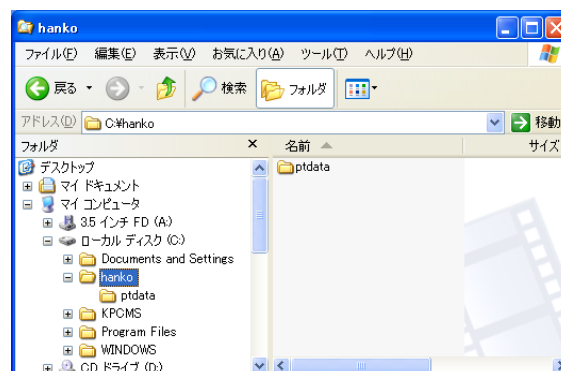 hanko
ファイル(F) 編集(E) 表示(V) お気に入り(A) ツール(T) ヘルプ(H)
戻る 検索 フォルダ
アドレス(D) C:¥hanko 移動
フォルダ × 名前 サイズ
デスクトップ ptdata
マイ ドキュメント
マイ コンピュータ
3.5 インチ FD (A:)
ローカル ディスク (C:)
Documents and Settings
hanko
ptdata
KPCMS
Program Files
WINDOWS
CD ドライブ (D:)